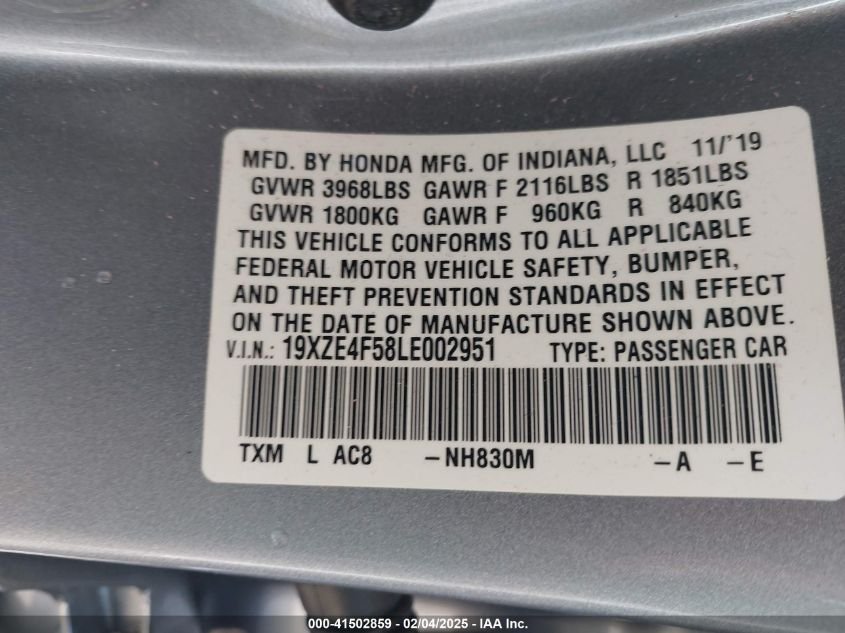 MFD. BY HONDA MFG. OF INDIANA, LLC 11/'19
GVWR 3968LBS GAWR F 2116LBS R 1851LBS
GVWR 1800KG GAWR F 960KG R 840KG
THIS VEHICLE CONFORMS TO ALL APPLICABLE
FEDERAL MOTOR VEHICLE SAFETY, BUMPER,
AND THEFT PREVENTION STANDARDS IN EFFECT
ON THE DATE OF MANUFACTURE SHOWN ABOVE.
V.I.N.: 19XZE4F58LE002951 TYPE: PASSENGER CAR
TXM L AC8 -NH830M -A -E
000-41502859 - 02/04/2025 - IAA Inc.